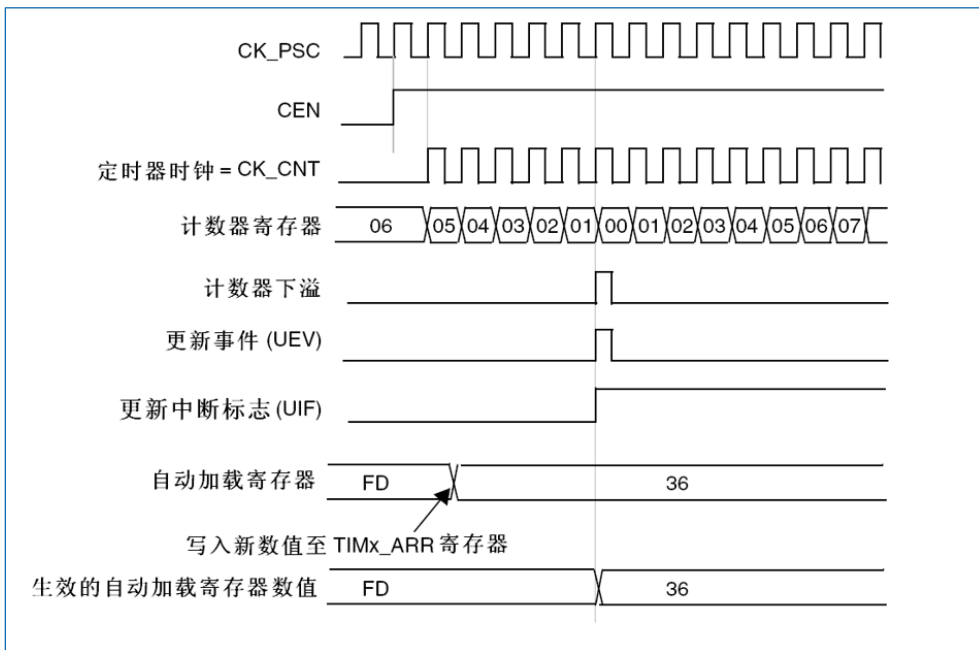 CK_PSC
CEN
定时器时钟 = CK_CNT
计数器寄存器 06 05 04 03 02 01 00 01 02 03 04 05 06 07
计数器下溢
更新事件 (UEV)
更新中断标志 (UIF)
自动加载寄存器 FD 36
写入新数值至 TIMx_ARR 寄存器
生效的自动加载寄存器数值 FD 36